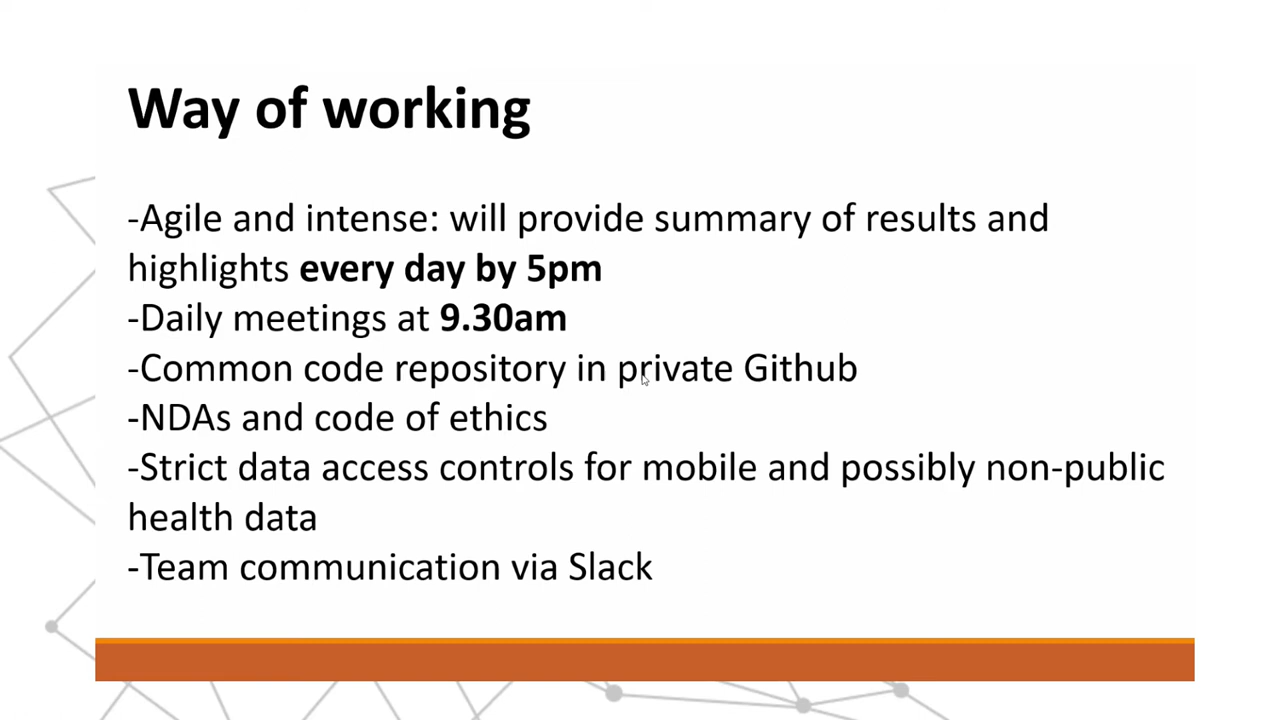 Way of working
-Agile and intense: will provide summary of results and
highlights every day by 5pm
-Daily meetings at 9.30am
-Common code repository in private Github
-NDAs and code of ethics
-Strict data access controls for mobile and possibly non-public
health data
-Team communication via Slack